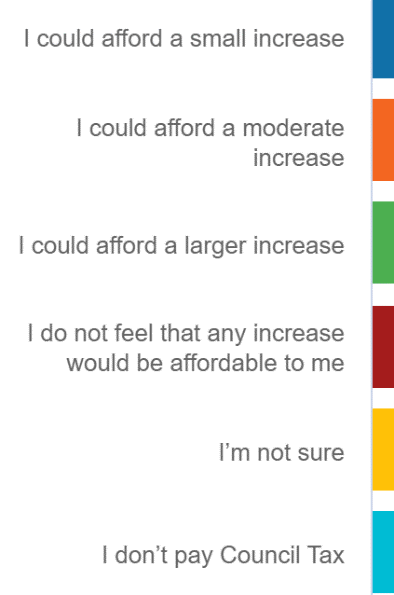 I could afford a small increase
I could afford a moderate
increase
I could afford a larger increase
I do not feel that any increase
would be affordable to me
I’m not sure
I don’t pay Council Tax